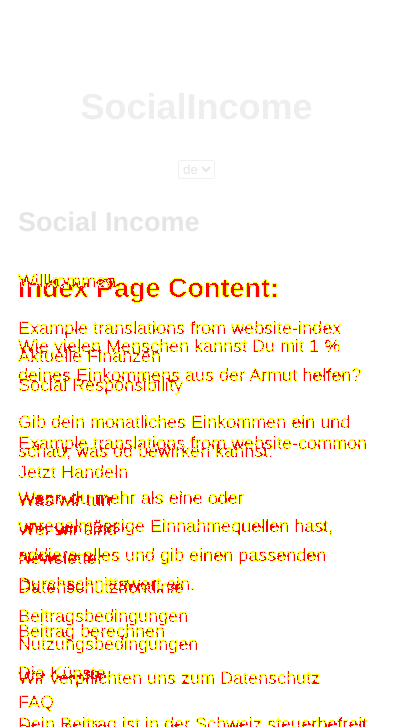 SocialIncome
de
Social Income
Willkommen
Index Page Content:
Example translations from website-index
Wie vielen Menschen kannst Du mit 1 %
Aktuelle Finanzen
deines Einkommens aus der Armut helfen?
Social Responsibility
Gib dein monatliches Einkommen ein und
Example translations from website-common
schau, was du bewirken kannst.
Jetzt Handeln
Wenn du mehr als eine oder
Was wir tun
unregelmässige Einnahmequellen hast,
Wer wir sind
addiere alles und gib einen passenden
Newsletter
Durchschnittswert ein.
Datenschutzrichtlinie
Beitragsbedingungen
Beitrag berechnen
Nutzungsbedingungen
Die Künste
Wir verpflichten uns zum Datenschutz
FAQ
Dein Beitrag ist in der Schweiz steuerbefreit